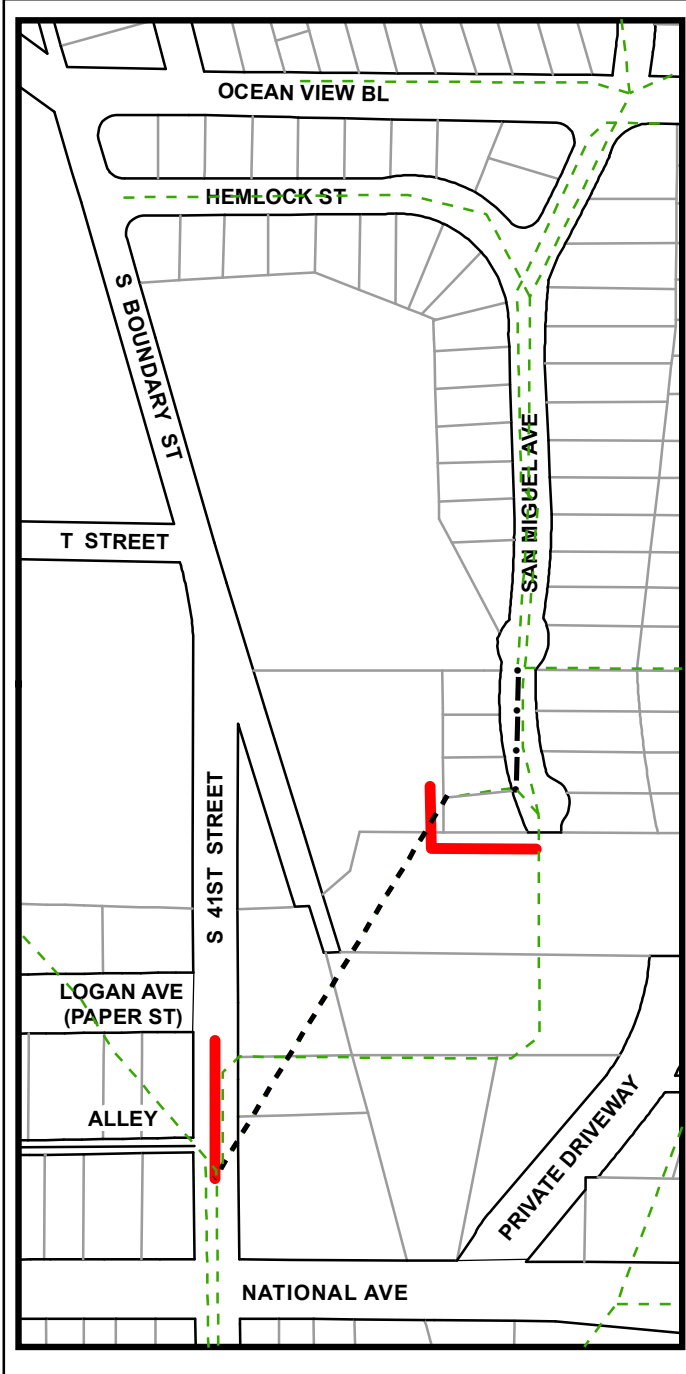 OCEAN VIEW BL
HEMLOCK ST
S BOUNDARY ST
SAN MIGUEL AVE
T STREET
S 41ST STREET
LOGAN AVE
(PAPER ST)
ALLEY
PRIVATE DRIVEWAY
NATIONAL AVE